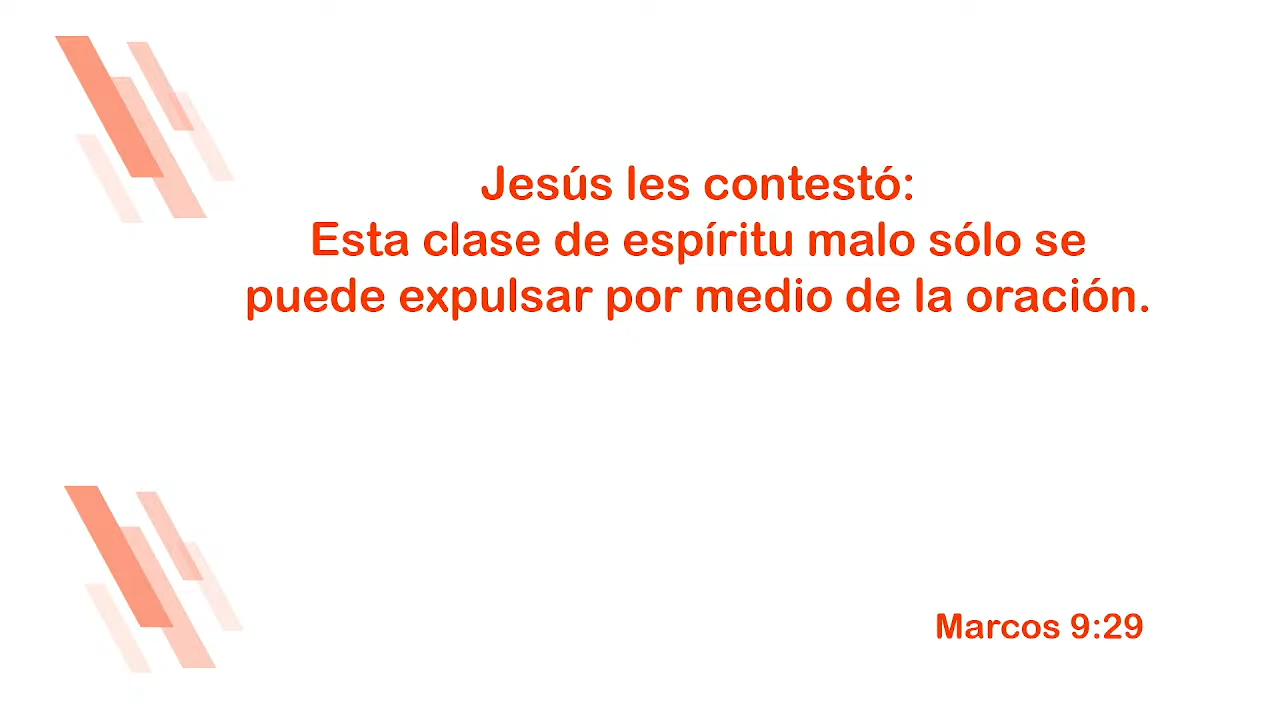 Jesús les contestó:
Esta clase de espíritu malo sólo se
puede expulsar por medio de la oración.
Marcos 9:29